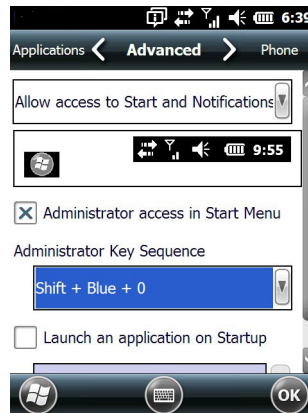 6:39
Applications Advanced Phone
Allow access to Start and Notifications
9:55
Administrator access in Start Menu
Administrator Key Sequence
Shift + Blue + 0
Launch an application on Startup
OK